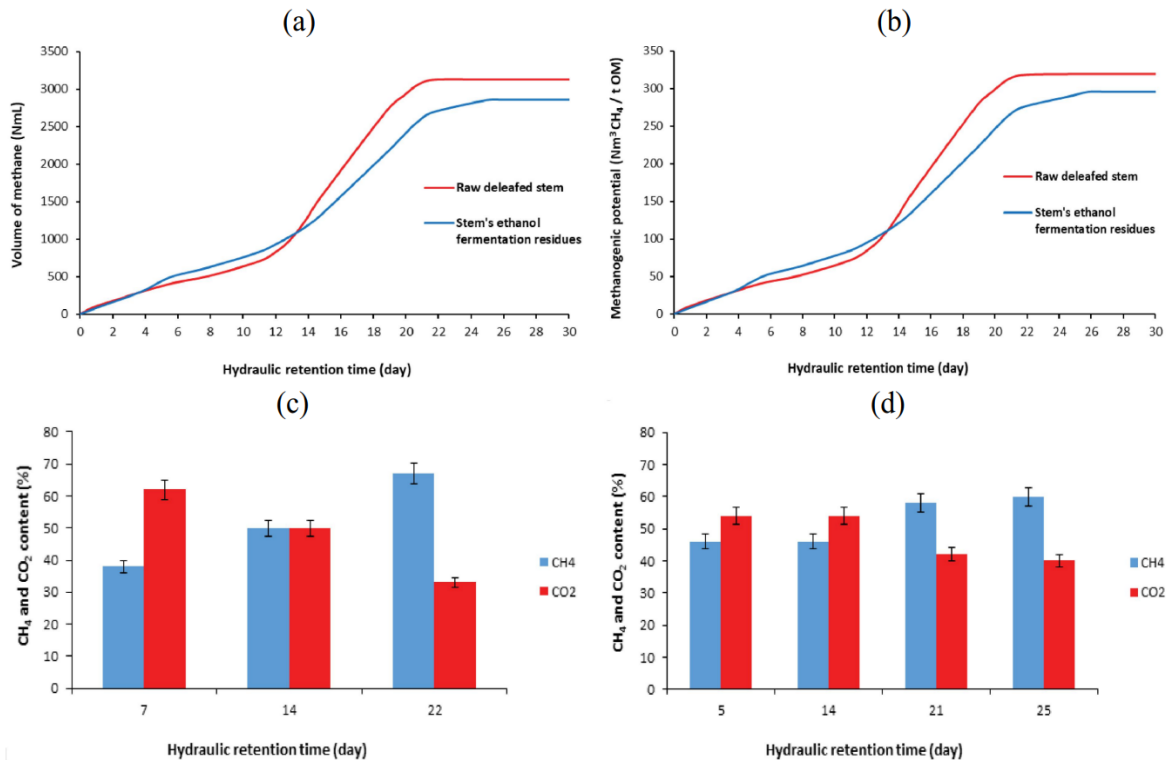 (a)
3500
3000
2500
2000
1500
1000
500
0
Volume of methane (NmL)
0 2 4 6 8 10 12 14 16 18 20 22 24 26 28 30
Hydraulic retention time (day)
Raw deleafed stem
Stem's ethanol
fermentation residues
(b)
350
300
250
200
150
100
50
0
Methanogenic potential (Nm³ CH₄ / t OM)
0 2 4 6 8 10 12 14 16 18 20 22 24 26 28 30
Hydraulic retention time (day)
Raw deleafed stem
Stem's ethanol
fermentation residues
(c)
80
70
60
50
40
30
20
10
0
CH₄ and CO₂ content (%)
7 14 22
Hydraulic retention time (day)
CH4
CO2
(d)
80
70
60
50
40
30
20
10
0
CH₄ and CO₂ content (%)
5 14 21 25
Hydraulic retention time (day)
CH4
CO2